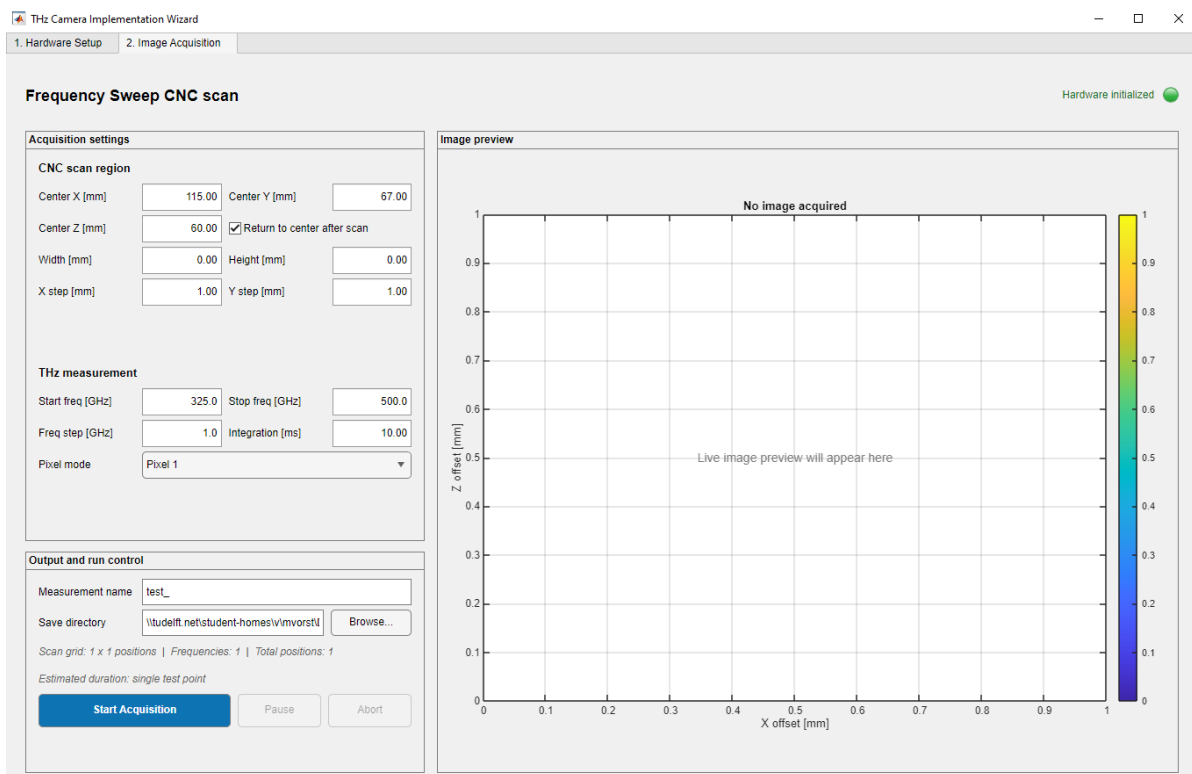 THz Camera Implementation Wizard
1. Hardware Setup 2. Image Acquisition
Frequency Sweep CNC scan
Hardware initialized
Acquisition settings
CNC scan region
Center X [mm] 115.00 Center Y [mm] 67.00
Center Z [mm] 60.00 Return to center after scan
Width [mm] 0.00 Height [mm] 0.00
X step [mm] 1.00 Y step [mm] 1.00
THz measurement
Start freq [GHz] 325.0 Stop freq [GHz] 500.0
Freq step [GHz] 1.0 Integration [ms] 10.00
Pixel mode Pixel 1
Output and run control
Measurement name test_
Save directory \\tudelft.net\student-homes\v\mvorst\ Browse...
Scan grid: 1 x 1 positions | Frequencies: 1 | Total positions: 1
Estimated duration: single test point
Start Acquisition Pause Abort
Image preview
No image acquired
1
0.9
0.8
0.7
0.6
0.5
0.4
0.3
0.2
0.1
0
Z offset [mm]
Live image preview will appear here
0 0.1 0.2 0.3 0.4 0.5 0.6 0.7 0.8 0.9 1
X offset [mm]
1
0.9
0.8
0.7
0.6
0.5
0.4
0.3
0.2
0.1
0